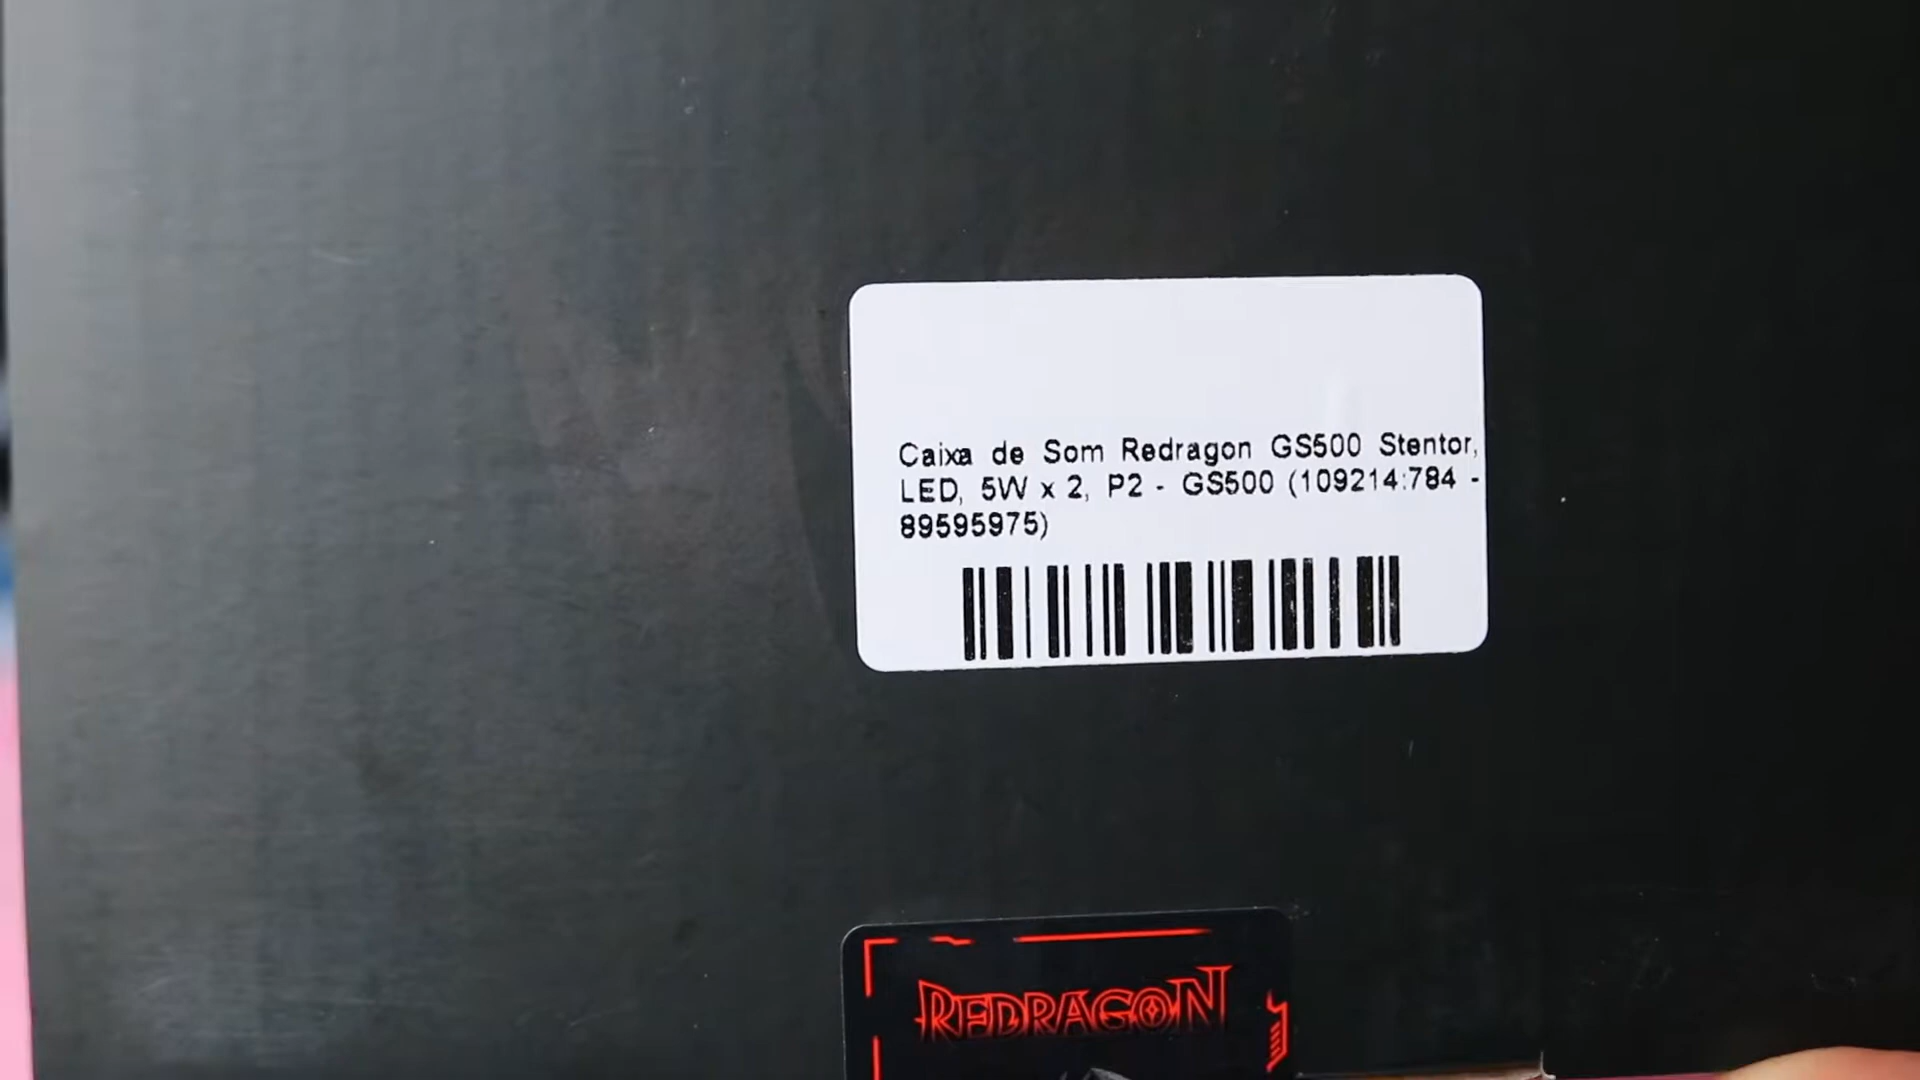 Caixa de Som Redragon GS500 Stentor,
LED, 5W x 2, P2 - GS500 (109214:784 -
89595975)
REDRAGON